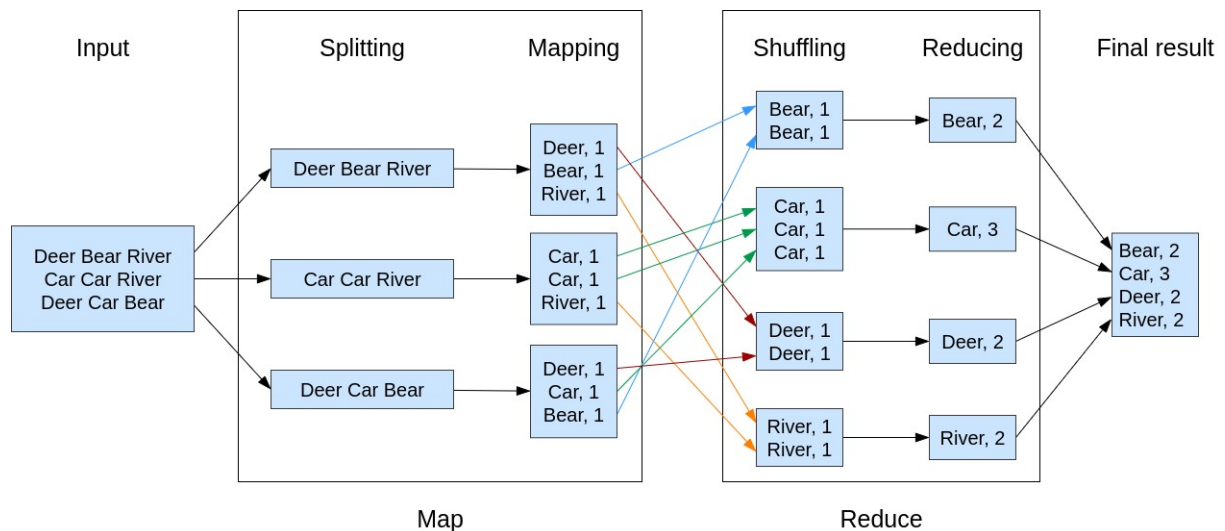 Input
Splitting
Mapping
Shuffling
Reducing
Final result
Deer Bear River
Car Car River
Deer Car Bear
Deer Bear River
Car Car River
Deer Car Bear
Deer, 1
Bear, 1
River, 1
Car, 1
Car, 1
River, 1
Deer, 1
Car, 1
Bear, 1
Bear, 1
Bear, 1
Car, 1
Car, 1
Car, 1
Deer, 1
Deer, 1
River, 1
River, 1
Bear, 2
Car, 3
Deer, 2
River, 2
Bear, 2
Car, 3
Deer, 2
River, 2
Map
Reduce